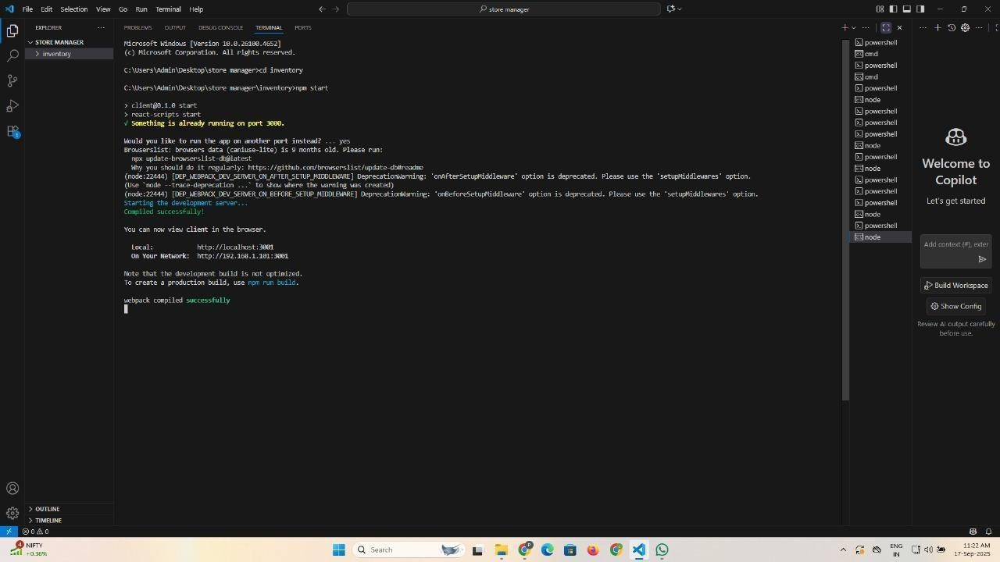 File Edit Selection View Go Run Terminal Help
store manager
EXPLORER
STORE MANAGER
inventory
PROBLEMS OUTPUT DEBUG CONSOLE TERMINAL PORTS
Microsoft Windows [Version 10.0.26100.4652]
(c) Microsoft Corporation. All rights reserved.
C:\Users\Admin\Desktop\store manager>cd inventory
C:\Users\Admin\Desktop\store manager\inventory>npm start
> client@0.1.0 start
> react-scripts start
√ Something is already running on port 3000.
Would you like to run the app on another port instead? ... yes
Browserslist: browsers data (caniuse-lite) is 9 months old. Please run:
npx update-browserslist-db@latest
Why you should do it regularly: https://github.com/browserslist/update-db#readme
(node:22444) [DEP_WEBPACK_DEV_SERVER_ON_AFTER_SETUP_MIDDLEWARE] DeprecationWarning: 'onAfterSetupMiddleware' option is deprecated. Please use the 'setupMiddlewares' option.
(Use `node --trace-deprecation ...` to show where the warning was created)
(node:22444) [DEP_WEBPACK_DEV_SERVER_ON_BEFORE_SETUP_MIDDLEWARE] DeprecationWarning: 'onBeforeSetupMiddleware' option is deprecated. Please use the 'setupMiddlewares' option.
Starting the development server...
Compiled successfully!
You can now view client in the browser.
Local: http://localhost:3001
On Your Network: http://192.168.1.101:3001
Note that the development build is not optimized.
To create a production build, use npm run build.
webpack compiled successfully
powershell
cmd
powershell
cmd
powershell
node
powershell
powershell
powershell
node
powershell
node
powershell
powershell
powershell
node
powershell
node
Welcome to
Copilot
Let's get started
Add context (#), exter
Build Workspace
Show Config
Review AI output carefully
before use.
OUTLINE
TIMELINE
0 0
1
4
NIFTY
+0.36%
Search
P
ENG
IN
11:22 AM
17-Sep-2025